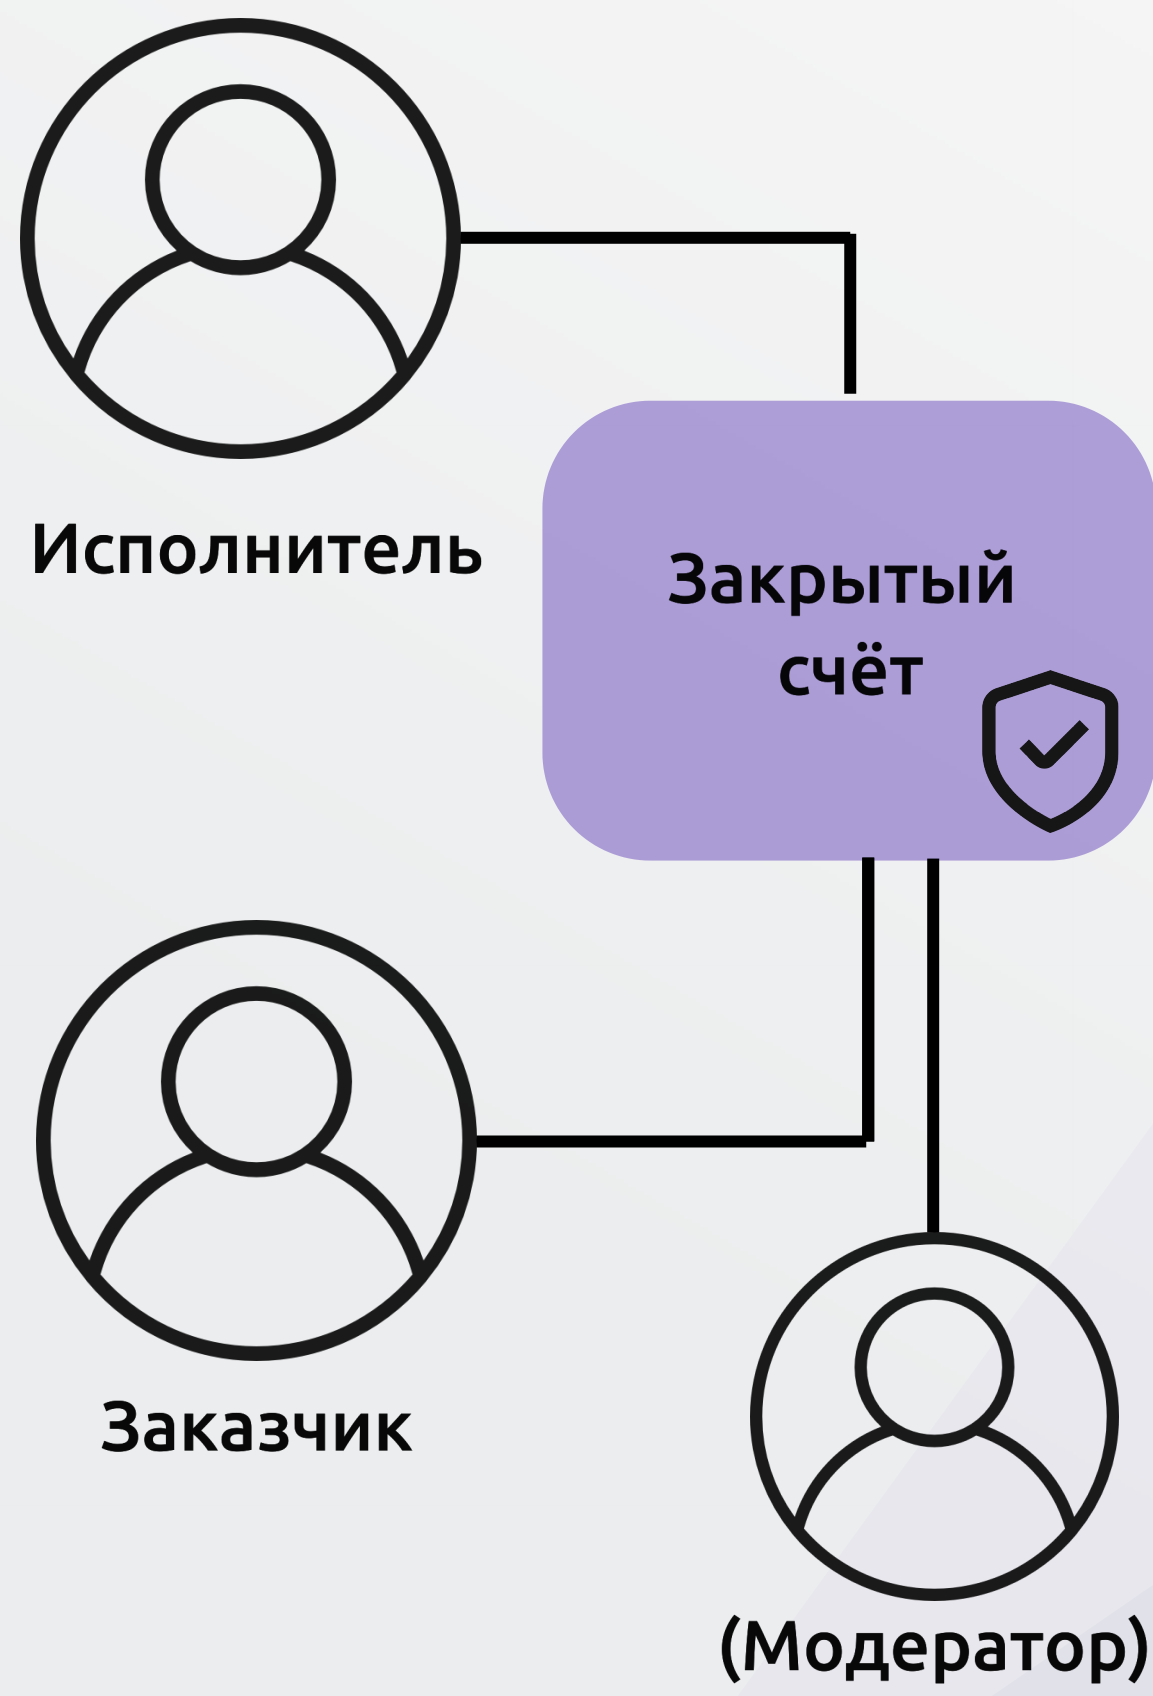 Исполнитель
Закрытый
счёт
Заказчик
(Модератор)